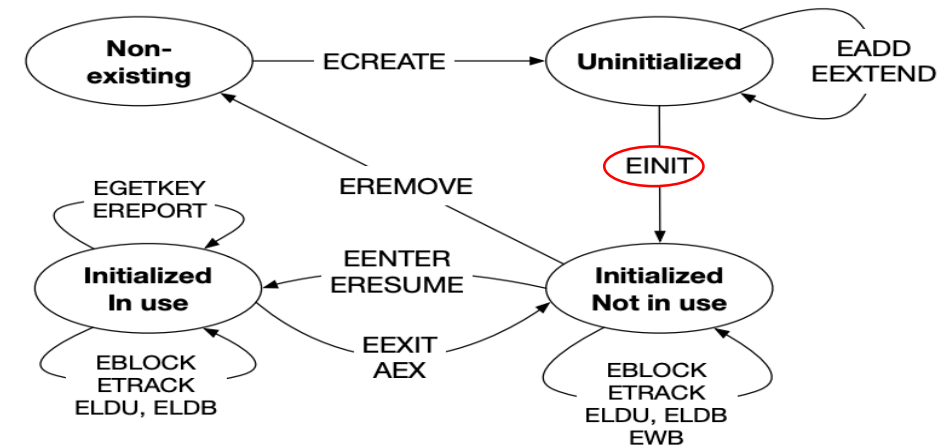 Non-
existing
ECREATE
Uninitialized
EADD
EEXTEND
EINIT
EREMOVE
EGETKEY
EREPORT
EENTER
ERESUME
Initialized
In use
Initialized
Not in use
EEXIT
AEX
EBLOCK
ETRACK
ELDU, ELDB
EBLOCK
ETRACK
ELDU, ELDB
EWB